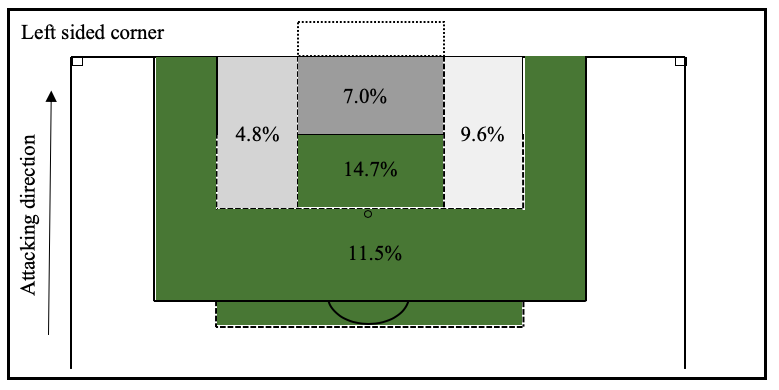 Left sided corner
7.0%
4.8%
9.6%
14.7%
11.5%
Attacking direction